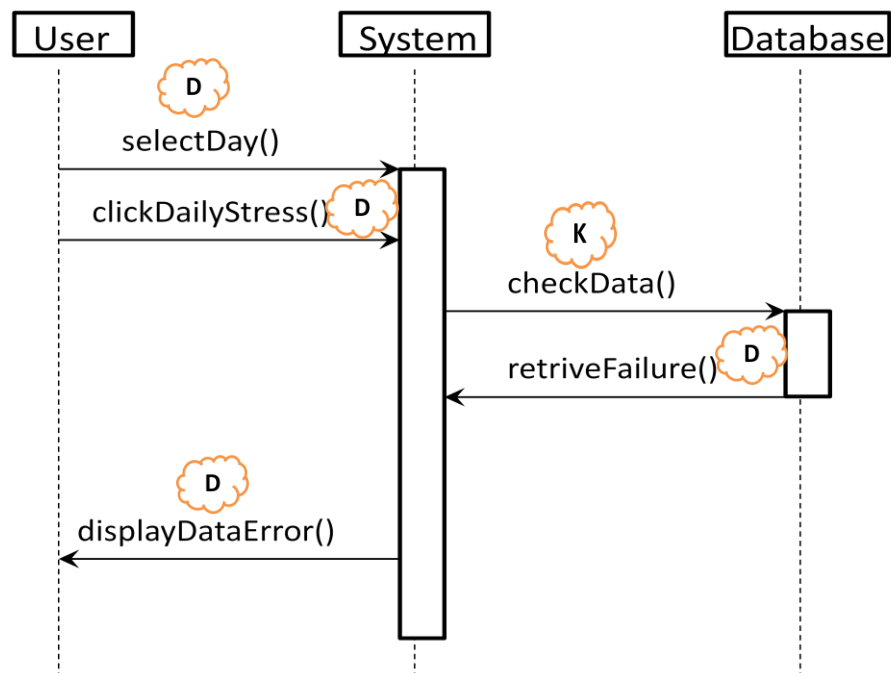 User System Database
D
selectDay()
D
clickDailyStress()
K
checkData()
D
retriveFailure()
D
displayDataError()